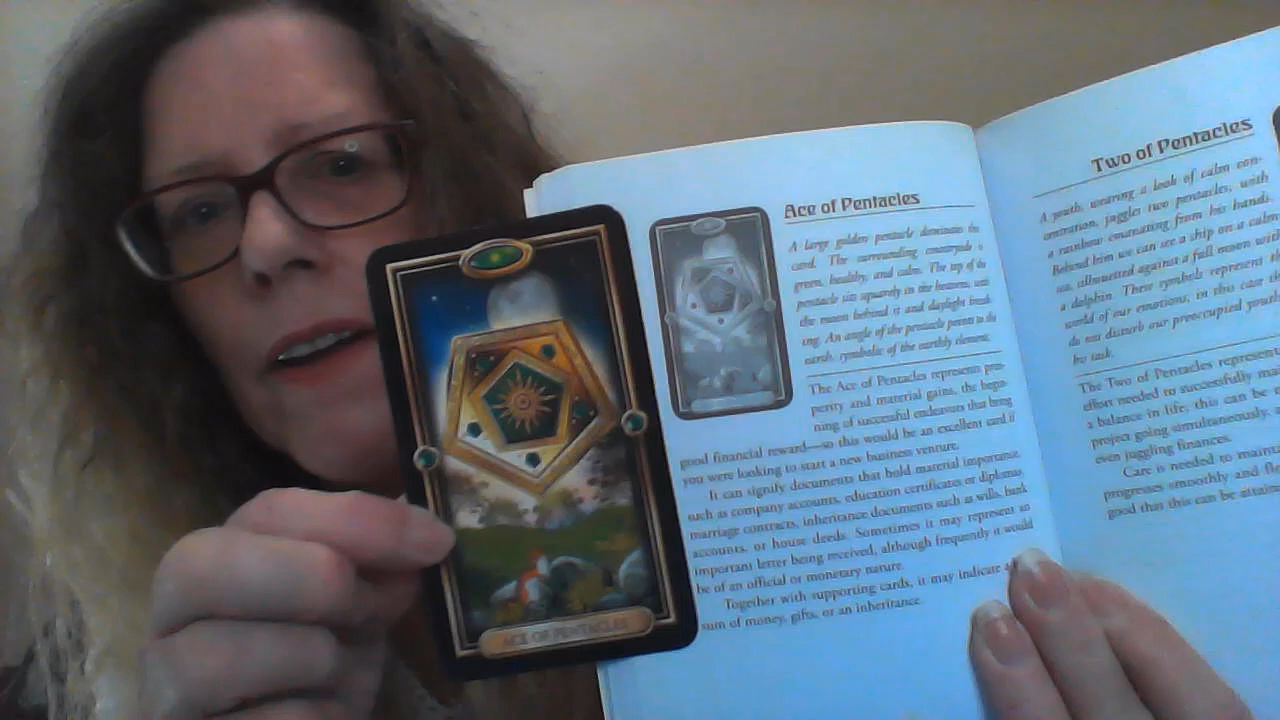 ACE OF PENTACLES
Ace of Pentacles
A large golden pentacle dominates the
card. The surrounding countryside is
green, healthy, and calm. The top of the
pentacle sits squarely in the heavens, with
the moon behind it and daylight break-
ing. An angle of the pentacle points to the
earth, symbolic of the earthly element.
The Ace of Pentacles represents pros-
perity and material gains, the begin-
ning of successful endeavors that bring
good financial reward—so this would be an excellent card if
you were looking to start a new business venture.
It can signify documents that hold material importance,
such as company accounts, education certificates or diplomas,
marriage contracts, inheritance documents such as wills, bank
accounts, or house deeds. Sometimes it may represent an
important letter being received, although frequently it would
be of an official or monetary nature.
Together with supporting cards, it may indicate a
sum of money, gifts, or an inheritance.
Two of Pentacles
A youth, wearing a look of calm con-
centration, juggles two pentacles, with
a rainbow emanating from his hands.
Behind him we can see a ship on a calm
sea, silhouetted against a full moon with
a dolphin. These symbols represent the
world of our emotions, in this case the
do not disturb our preoccupied youth
his task.
The Two of Pentacles represents
effort needed to successfully
a balance in life; this can be
project going simultaneously,
even juggling finances.
Care is needed to
progresses smoothly and
good that this can be